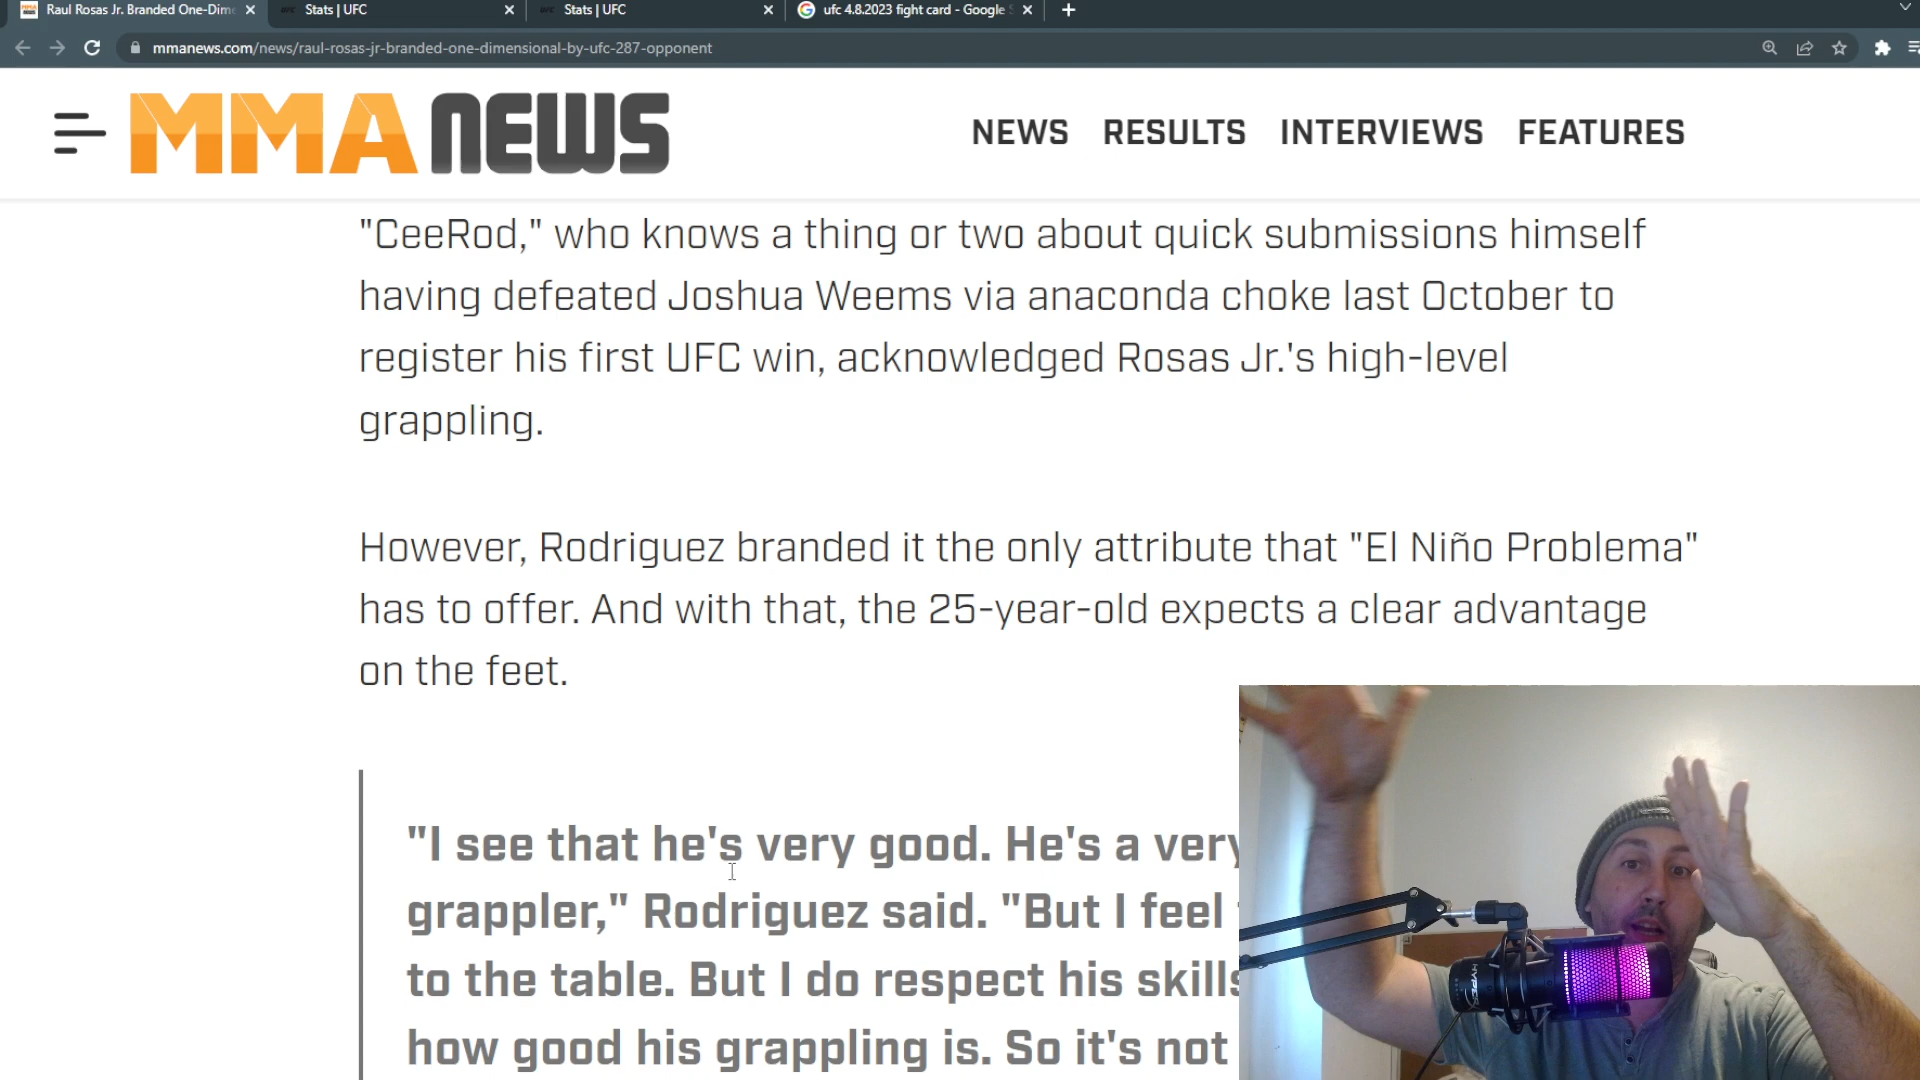 Raul Rosas Jr. Branded One-Dim
Stats | UFC
Stats | UFC
ufc 4.8.2023 fight card - Google
mmanews.com/news/raul-rosas-jr-branded-one-dimensional-by-ufc-287-opponent
MMA NEWS
NEWS RESULTS INTERVIEWS FEATURES
"CeeRod," who knows a thing or two about quick submissions himself
having defeated Joshua Weems via anaconda choke last October to
register his first UFC win, acknowledged Rosas Jr.'s high-level
grappling.
However, Rodriguez branded it the only attribute that "El Niño Problema"
has to offer. And with that, the 25-year-old expects a clear advantage
on the feet.
"I see that he's very good. He's a very
grappler," Rodriguez said. "But I feel
to the table. But I do respect his skills
how good his grappling is. So it's not
HYPERX